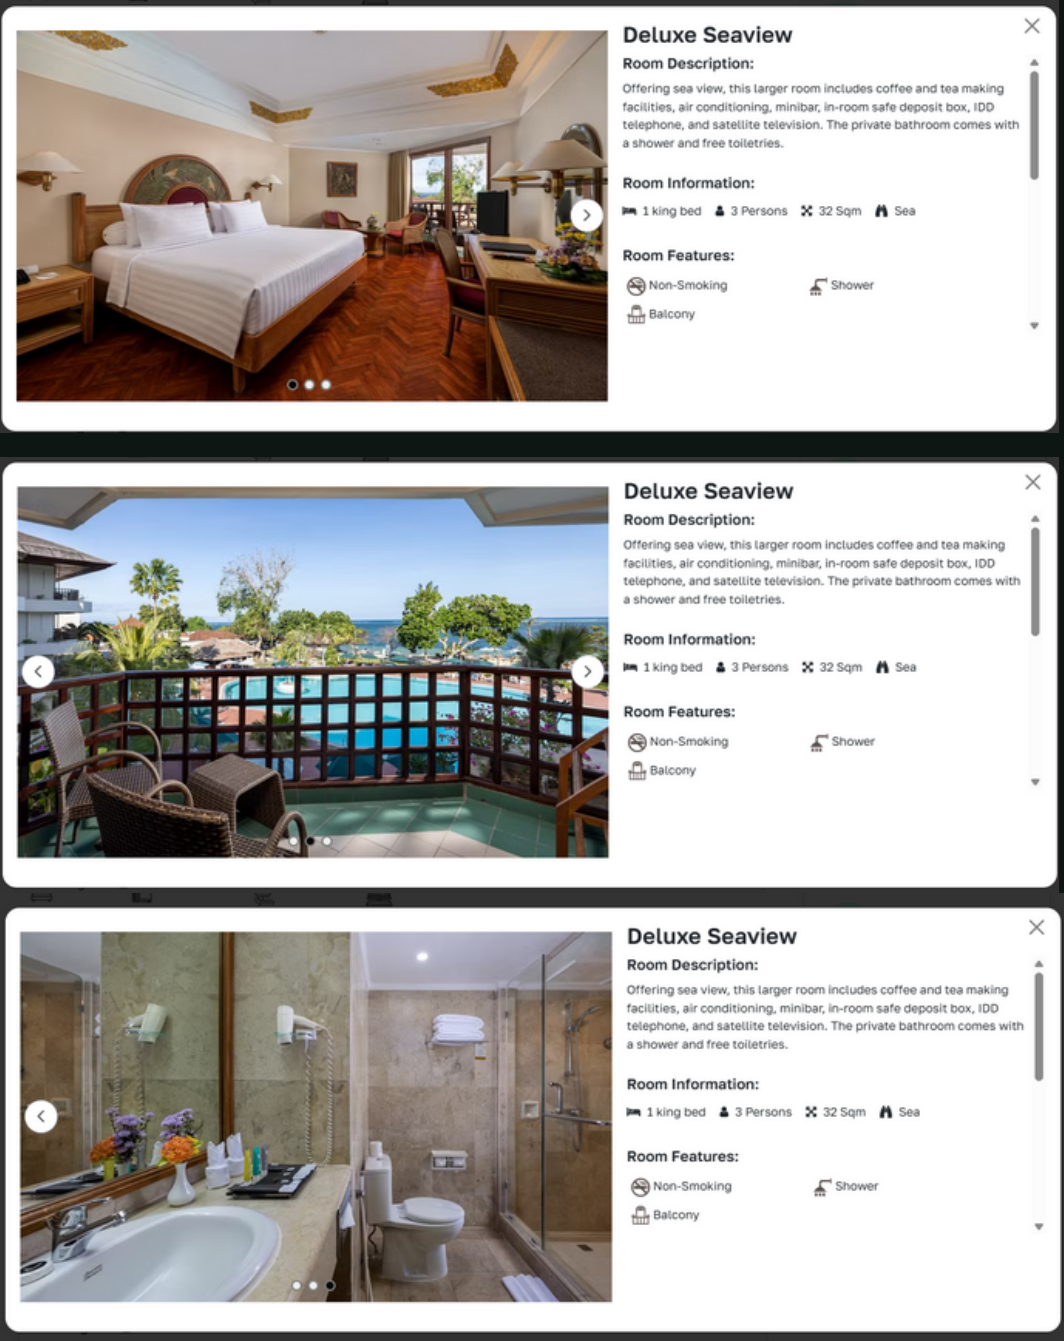 Deluxe Seaview
Room Description:
Offering sea view, this larger room includes coffee and tea making
facilities, air conditioning, minibar, in-room safe deposit box, IDD
telephone, and satellite television. The private bathroom comes with
a shower and free toiletries.
Room Information:
1 king bed 3 Persons 32 Sqm Sea
Room Features:
Non-Smoking Shower
Balcony
Deluxe Seaview
Room Description:
Offering sea view, this larger room includes coffee and tea making
facilities, air conditioning, minibar, in-room safe deposit box, IDD
telephone, and satellite television. The private bathroom comes with
a shower and free toiletries.
Room Information:
1 king bed 3 Persons 32 Sqm Sea
Room Features:
Non-Smoking Shower
Balcony
Deluxe Seaview
Room Description:
Offering sea view, this larger room includes coffee and tea making
facilities, air conditioning, minibar, in-room safe deposit box, IDD
telephone, and satellite television. The private bathroom comes with
a shower and free toiletries.
Room Information:
1 king bed 3 Persons 32 Sqm Sea
Room Features:
Non-Smoking Shower
Balcony